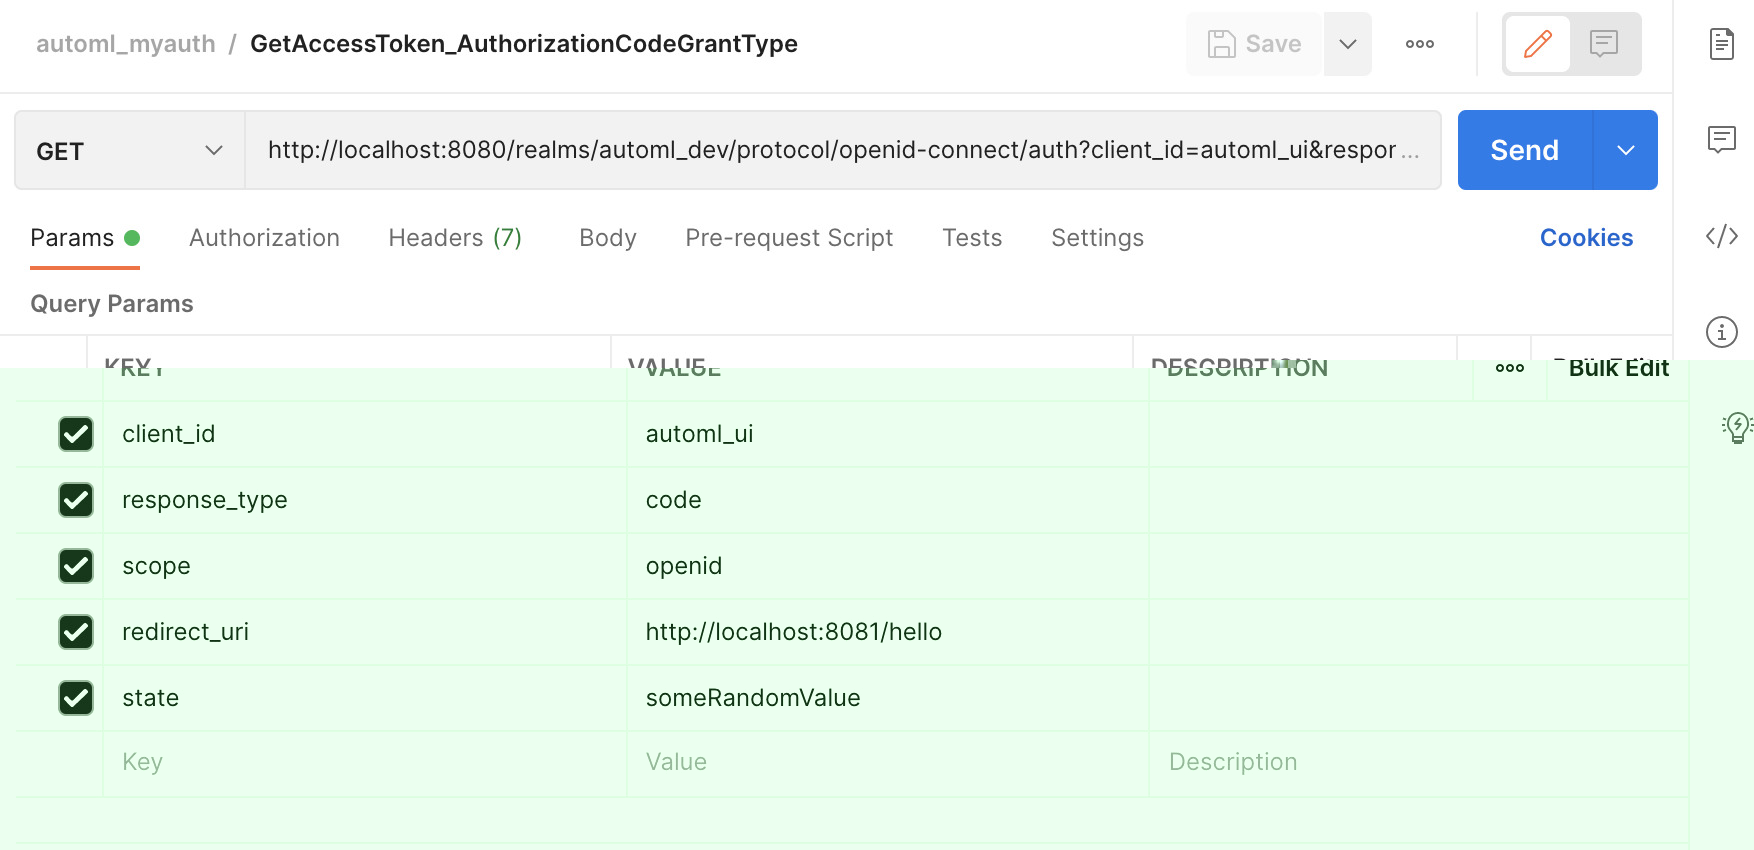 automl_myauth / GetAccessToken_AuthorizationCodeGrantType Save
GET http://localhost:8080/realms/automl_dev/protocol/openid-connect/auth?client_id=automl_ui&respor ... Send
Params Authorization Headers (7) Body Pre-request Script Tests Settings Cookies
Query Params
KEY VALUE DESCRIPTION Bulk Edit
client_id automl_ui
response_type code
scope openid
redirect_uri http://localhost:8081/hello
state someRandomValue
Key Value Description